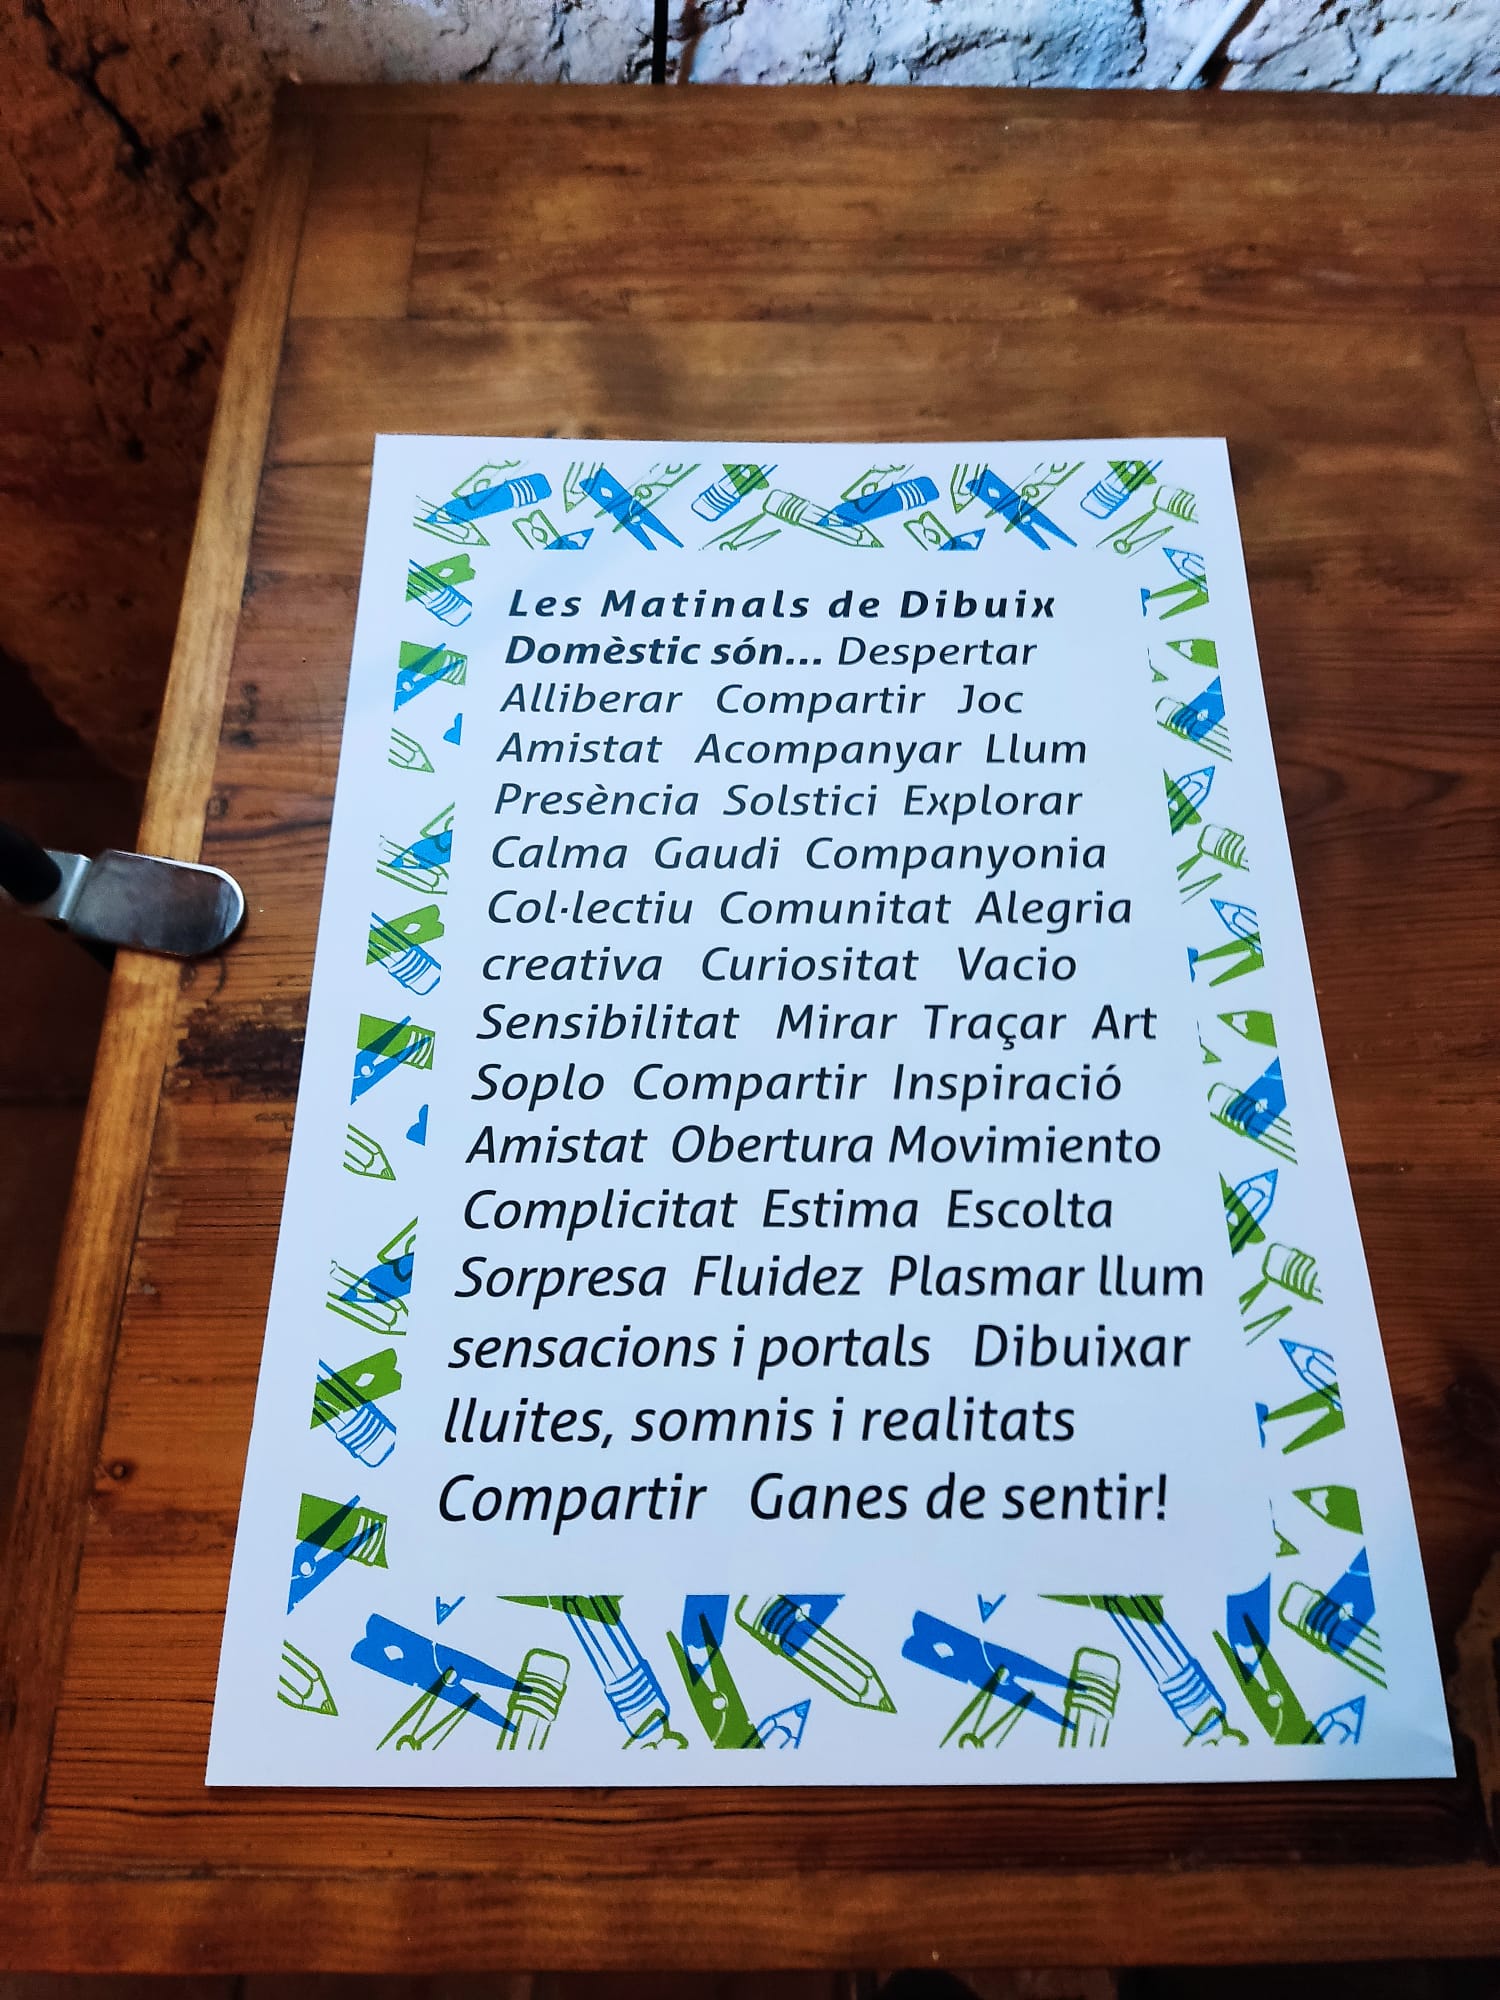 Les Matinals de Dibuix
Domèstic són... Despertar
Alliberar Compartir Joc
Amistat Acompanyar Llum
Presència Solstici Explorar
Calma Gaudi Companyonia
Col·lectiu Comunitat Alegria
creativa Curiositat Vacio
Sensibilitat Mirar Traçar Art
Soplo Compartir Inspiració
Amistat Obertura Movimiento
Complicitat Estima Escolta
Sorpresa Fluidez Plasmar llum
sensacions i portals Dibuixar
lluites, somnis i realitats
Compartir Ganes de sentir!